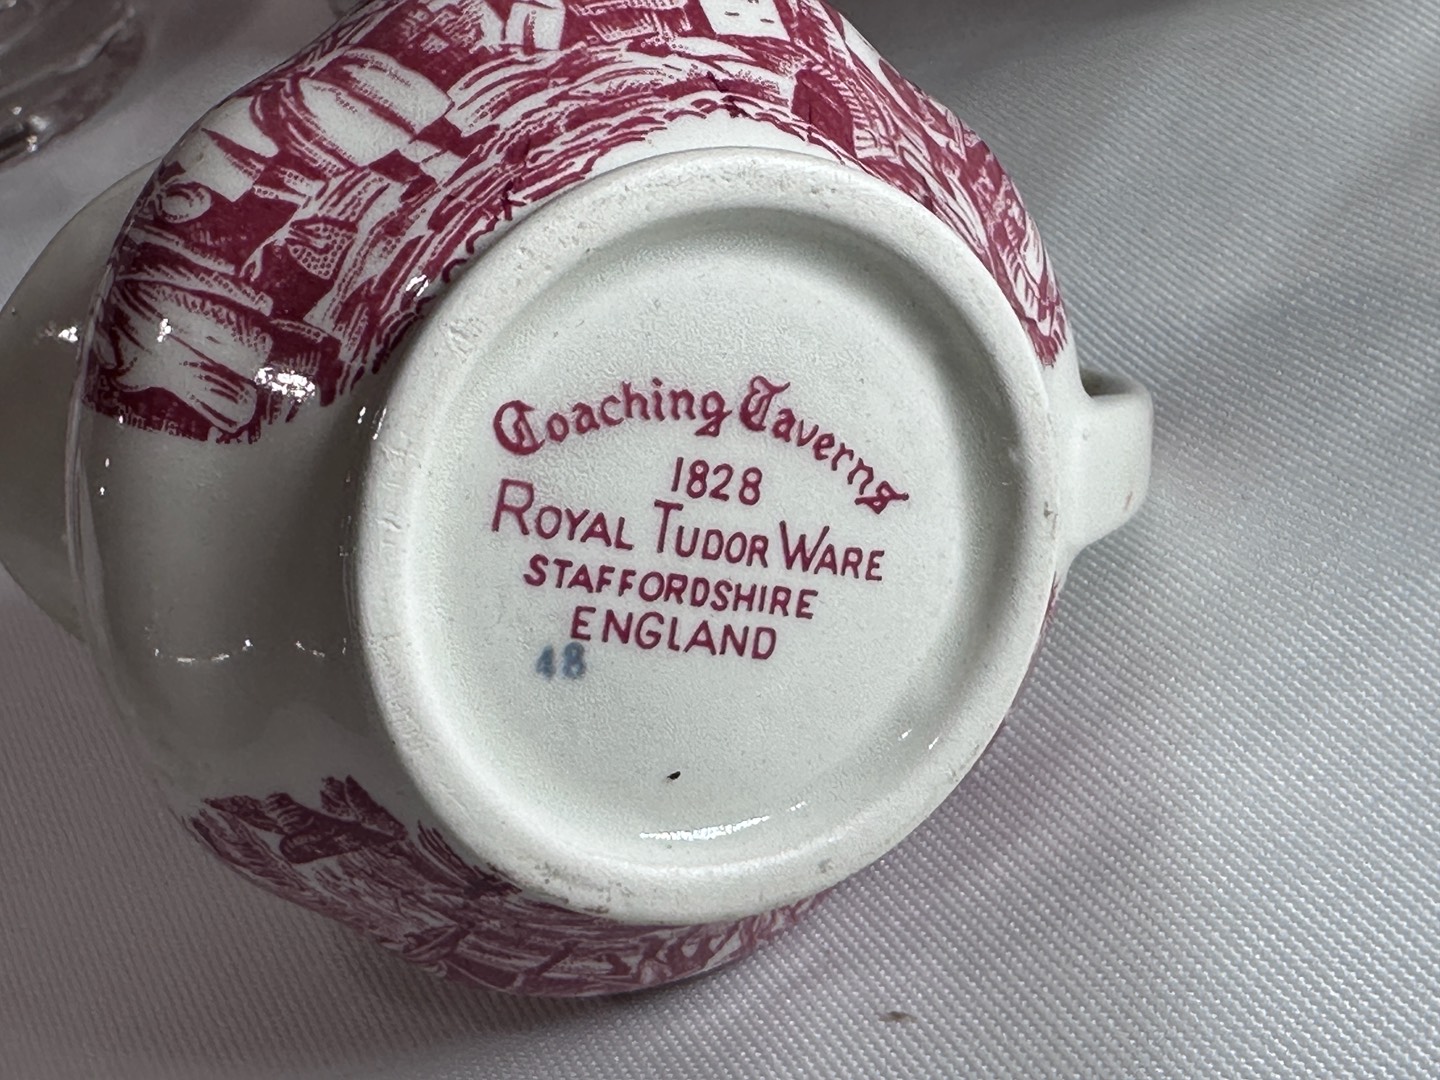 Coaching Taverns
1828
ROYAL TUDOR WARE
STAFFORDSHIRE
ENGLAND
48